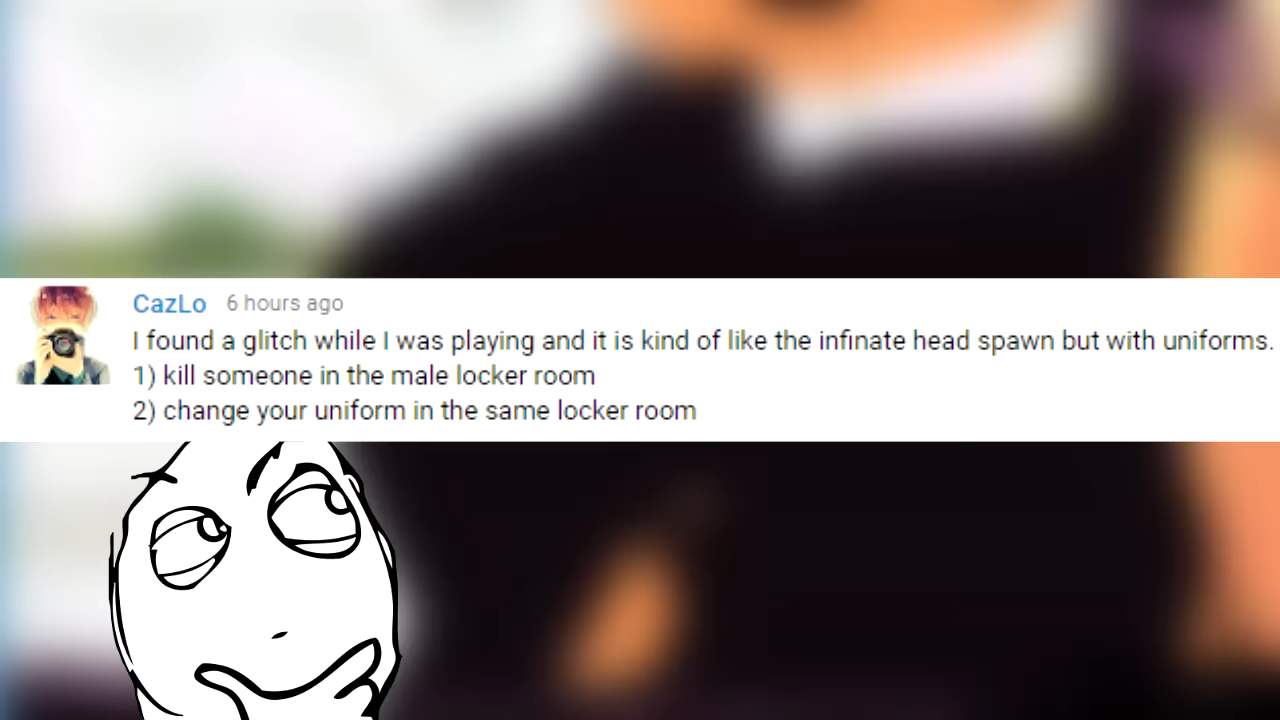 CazLo 6 hours ago
I found a glitch while I was playing and it is kind of like the infinate head spawn but with uniforms.
1) kill someone in the male locker room
2) change your uniform in the same locker room